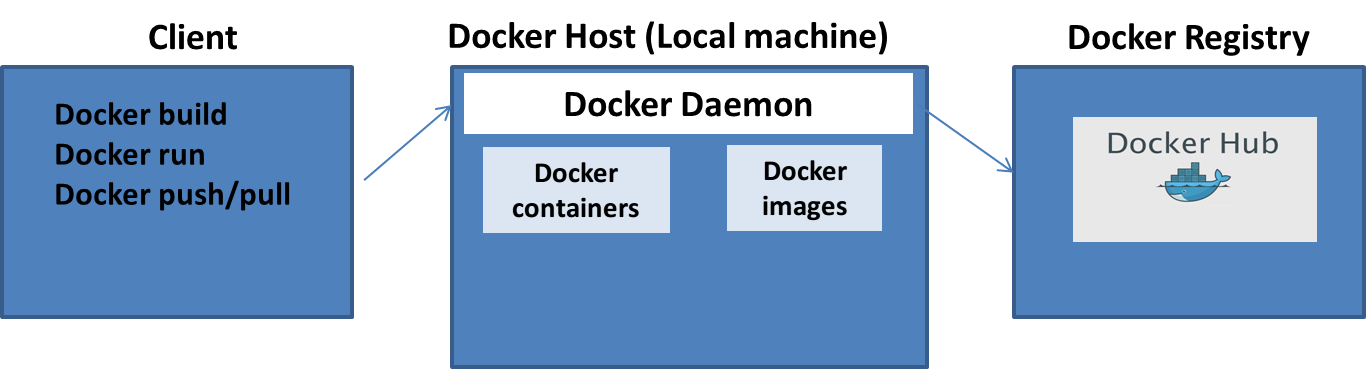 Client
Docker build
Docker run
Docker push/pull
Docker Host (Local machine)
Docker Daemon
Docker
containers
Docker
images
Docker Registry
Docker Hub